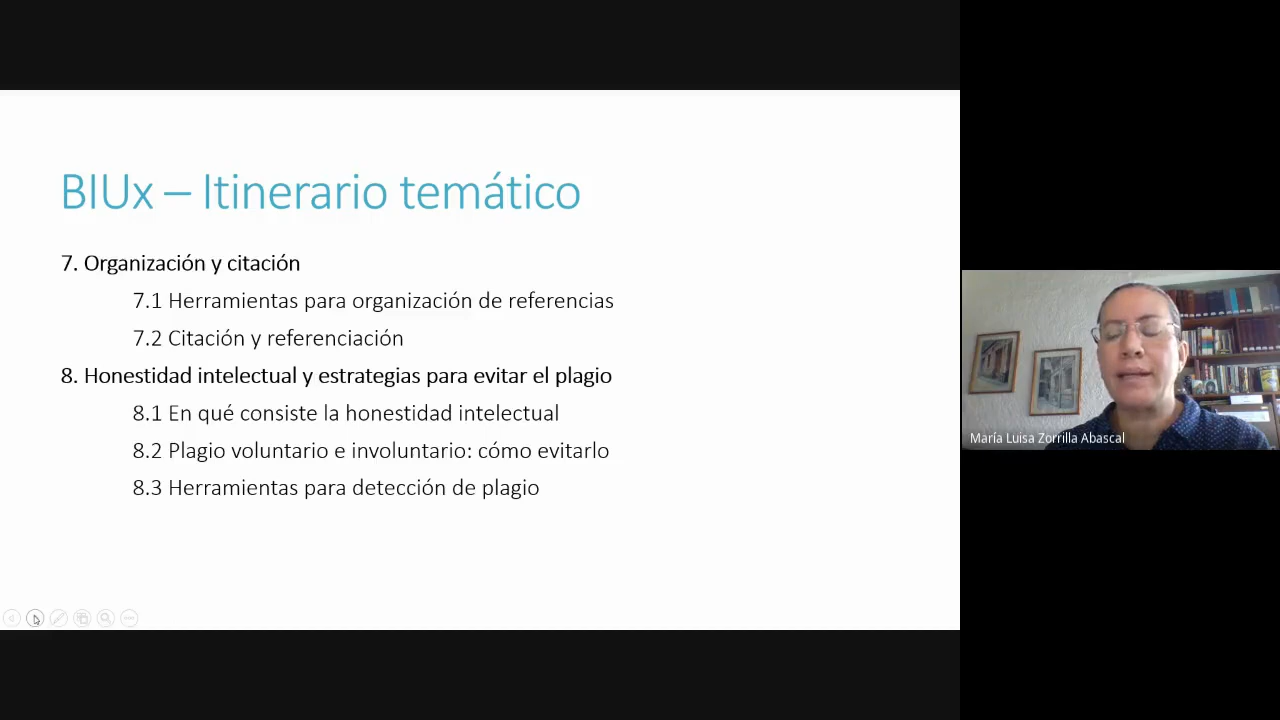 BIUx – Itinerario temático
7. Organización y citación
7.1 Herramientas para organización de referencias
7.2 Citación y referenciación
8. Honestidad intelectual y estrategias para evitar el plagio
8.1 En qué consiste la honestidad intelectual
8.2 Plagio voluntario e involuntario: cómo evitarlo
8.3 Herramientas para detección de plagio
María Luisa Zorrilla Abascal